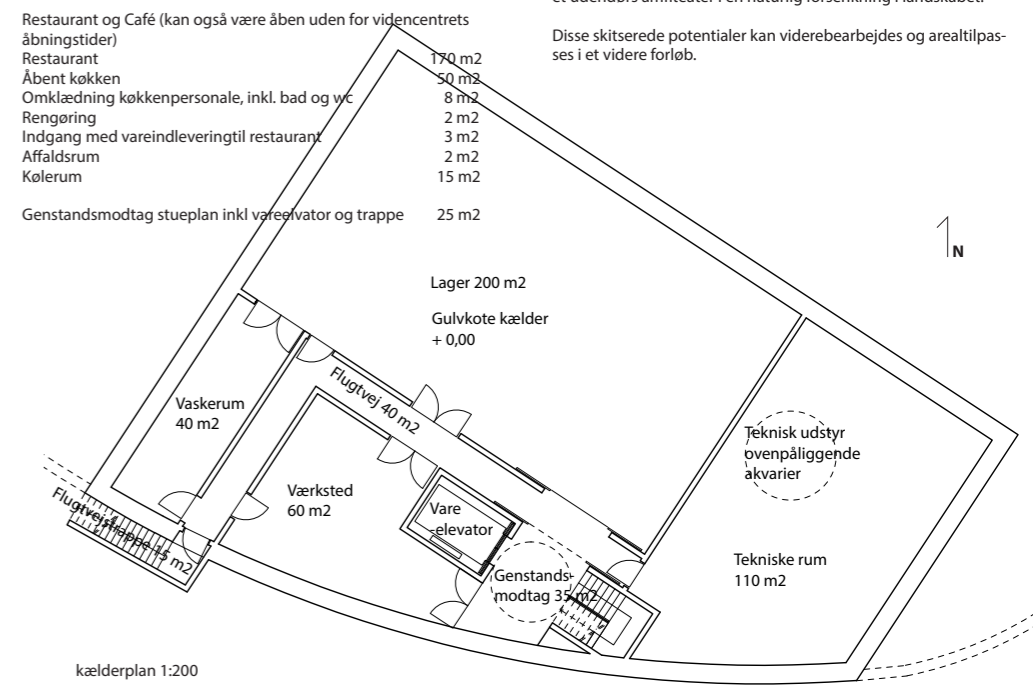 Restaurant og Café (kan også være åben uden for videncentrets
åbningstider)
Restaurant 170 m2
Åbent køkken 50 m2
Omklædning køkkenpersonale, inkl. bad og wc 8 m2
Rengøring 2 m2
Indgang med vareindleveringtil restaurant 3 m2
Affaldsrum 2 m2
Kølerum 15 m2
Genstandsmodtag stueplan inkl vareelvator og trappe 25 m2
et udendørs amfiteater i en naturlig forsænkning i landskabet.
Disse skitserede potentialer kan viderebearbejdes og arealtilpas-
ses i et videre forløb.
N
Lager 200 m2
Gulvkote kælder
+ 0,00
Flugtvej 40 m2
Vaskerum
40 m2
Teknisk udstyr
ovenpåliggende
akvarier
Værksted
60 m2
Vare
-elevator
Flugtvejstrappe 15 m2
Genstands-
modtag 35 m2
Tekniske rum
110 m2
kælderplan 1:200